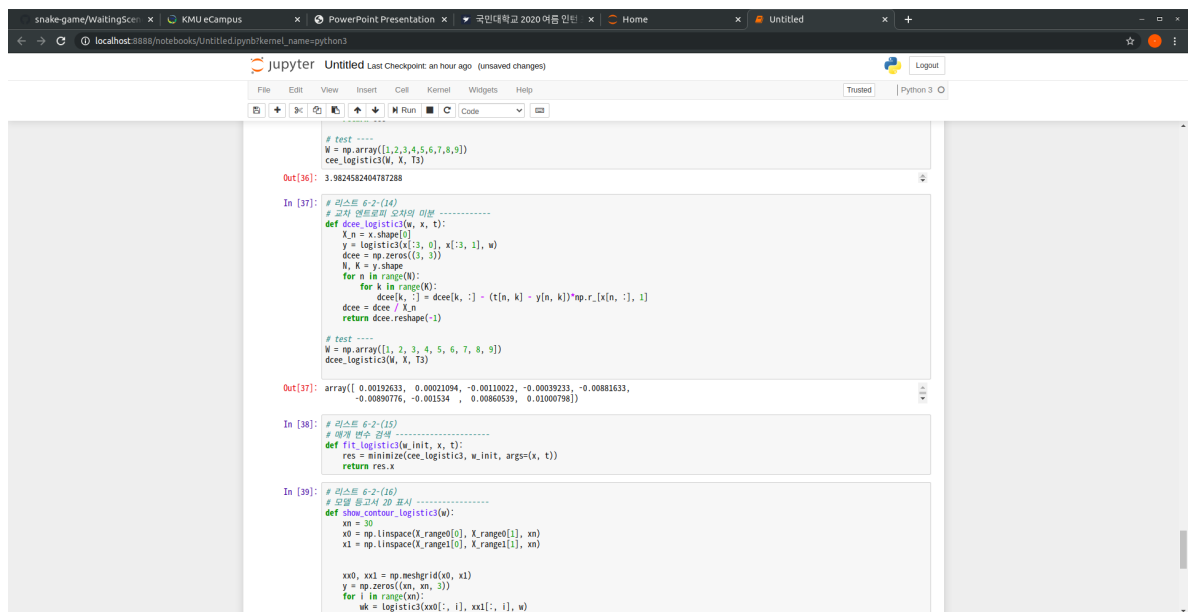 snake-game/WaitingScen
KMU eCampus
PowerPoint Presentation
국민대학교 2020 여름 인턴
Home
Untitled
localhost:8888/notebooks/Untitled.ipynb?kernel_name=python3
jupyter Untitled Last Checkpoint: an hour ago (unsaved changes)
Logout
File Edit View Insert Cell Kernel Widgets Help
Trusted
Python 3
Run
Code
# test ----
W = np.array([1,2,3,4,5,6,7,8,9])
cee_logistic3(W, X, T3)
Out[36]: 3.9824582404787288
In [37]: # 리스트 6-2-(14)
# 교차 엔트로피 오차의 미분 ------------
def dcee_logistic3(w, x, t):
X_n = x.shape[0]
y = logistic3(x[:3, 0], x[:3, 1], w)
dcee = np.zeros((3, 3))
N, K = y.shape
for n in range(N):
for k in range(K):
dcee[k, :] = dcee[k, :] - (t[n, k] - y[n, k])*np.r_[x[n, :], 1]
dcee = dcee / X_n
return dcee.reshape(-1)
# test ----
W = np.array([1, 2, 3, 4, 5, 6, 7, 8, 9])
dcee_logistic3(W, X, T3)
Out[37]: array([ 0.00192633, 0.00021094, -0.00110022, -0.00039233, -0.00881633,
-0.00890776, -0.001534 , 0.00860539, 0.01000798])
In [38]: # 리스트 6-2-(15)
# 매개 변수 검색 ----------------------
def fit_logistic3(w_init, x, t):
res = minimize(cee_logistic3, w_init, args=(x, t))
return res.x
In [39]: # 리스트 6-2-(16)
# 모델 등고서 2D 표시 -----------------
def show_contour_logistic3(w):
xn = 30
x0 = np.linspace(X_range0[0], X_range0[1], xn)
x1 = np.linspace(X_range1[0], X_range1[1], xn)
xx0, xx1 = np.meshgrid(x0, x1)
y = np.zeros((xn, xn, 3))
for i in range(xn):
wk = logistic3(xx0[:, i], xx1[:, i], w)